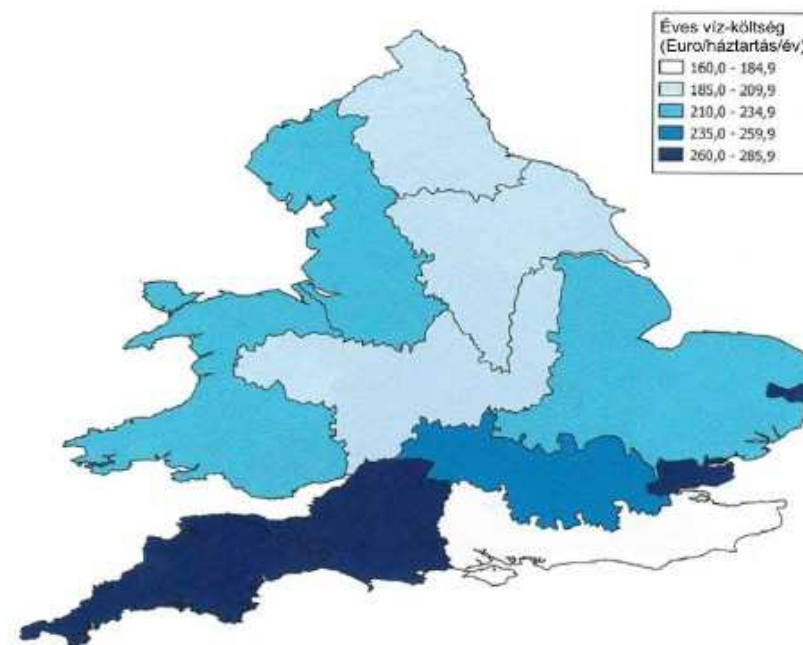 Éves víz-költség
(Euro/háztartás/év)
160,0 - 184,9
185,0 - 209,9
210,0 - 234,9
235,0 - 259,9
260,0 - 285,9